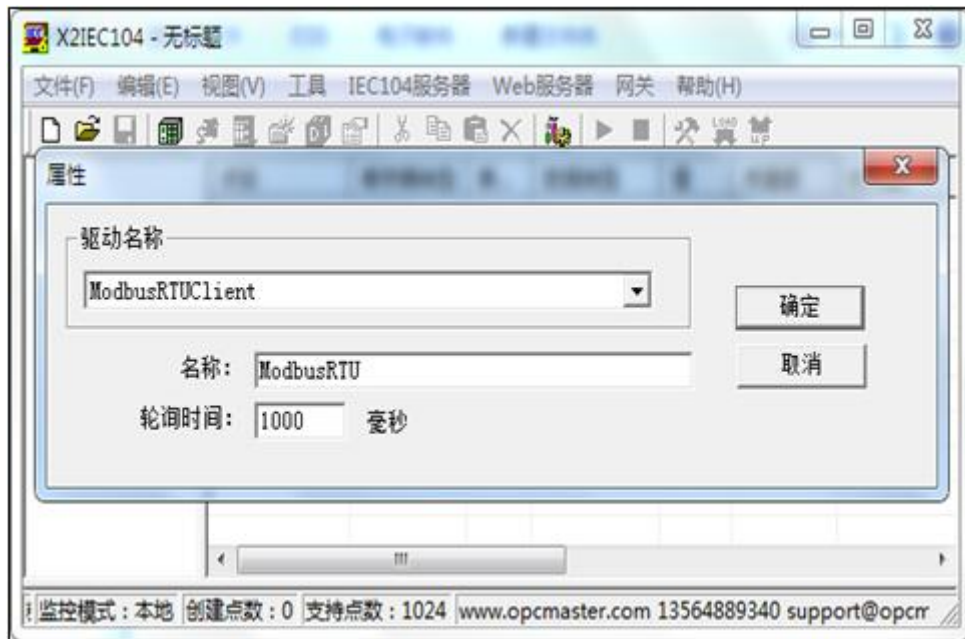 X2IEC104 - 无标题
文件(F) 编辑(E) 视图(V) 工具 IEC104服务器 Web服务器 网关 帮助(H)
属性
驱动名称
ModbusRTUClient
确定
名称: ModbusRTU
取消
轮询时间: 1000 毫秒
监控模式：本地 创建点数：0 支持点数：1024 www.opcmaster.com 13564889340 support@opcm